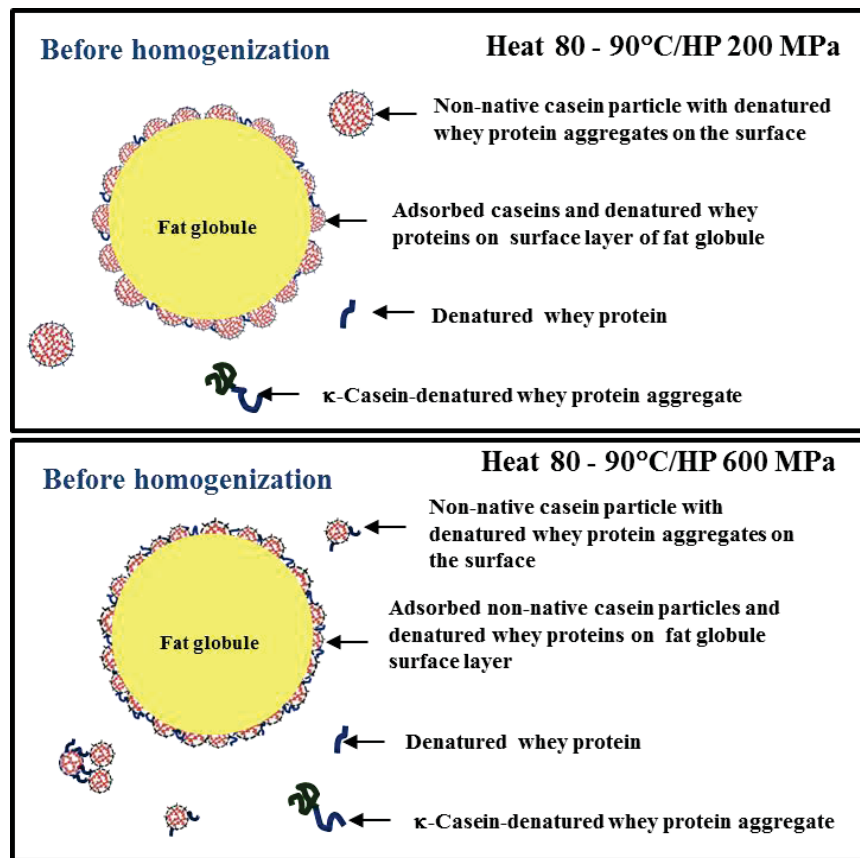 Before homogenization
Heat 80 - 90°C/HP 200 MPa
Non-native casein particle with denatured
whey protein aggregates on the surface
Fat globule
Adsorbed caseins and denatured whey
proteins on surface layer of fat globule
Denatured whey protein
κ-Casein-denatured whey protein aggregate
Before homogenization
Heat 80 - 90°C/HP 600 MPa
Non-native casein particle with
denatured whey protein aggregates on
the surface
Fat globule
Adsorbed non-native casein particles and
denatured whey proteins on fat globule
surface layer
Denatured whey protein
κ-Casein-denatured whey protein aggregate